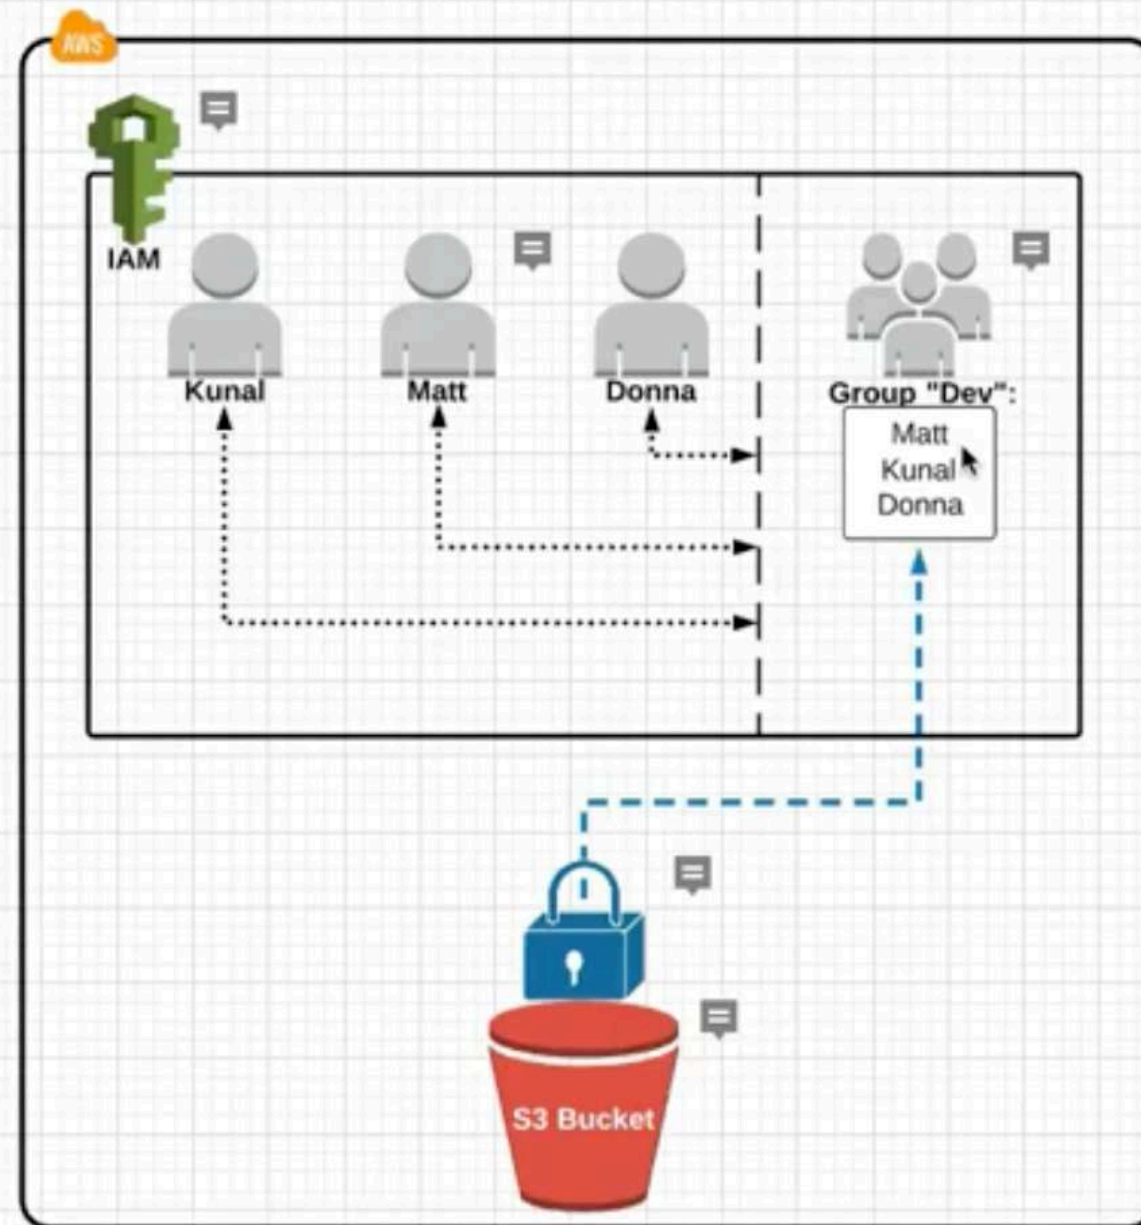 AWS
IAM
Kunal
Matt
Donna
Group "Dev":
Matt
Kunal
Donna
S3 Bucket